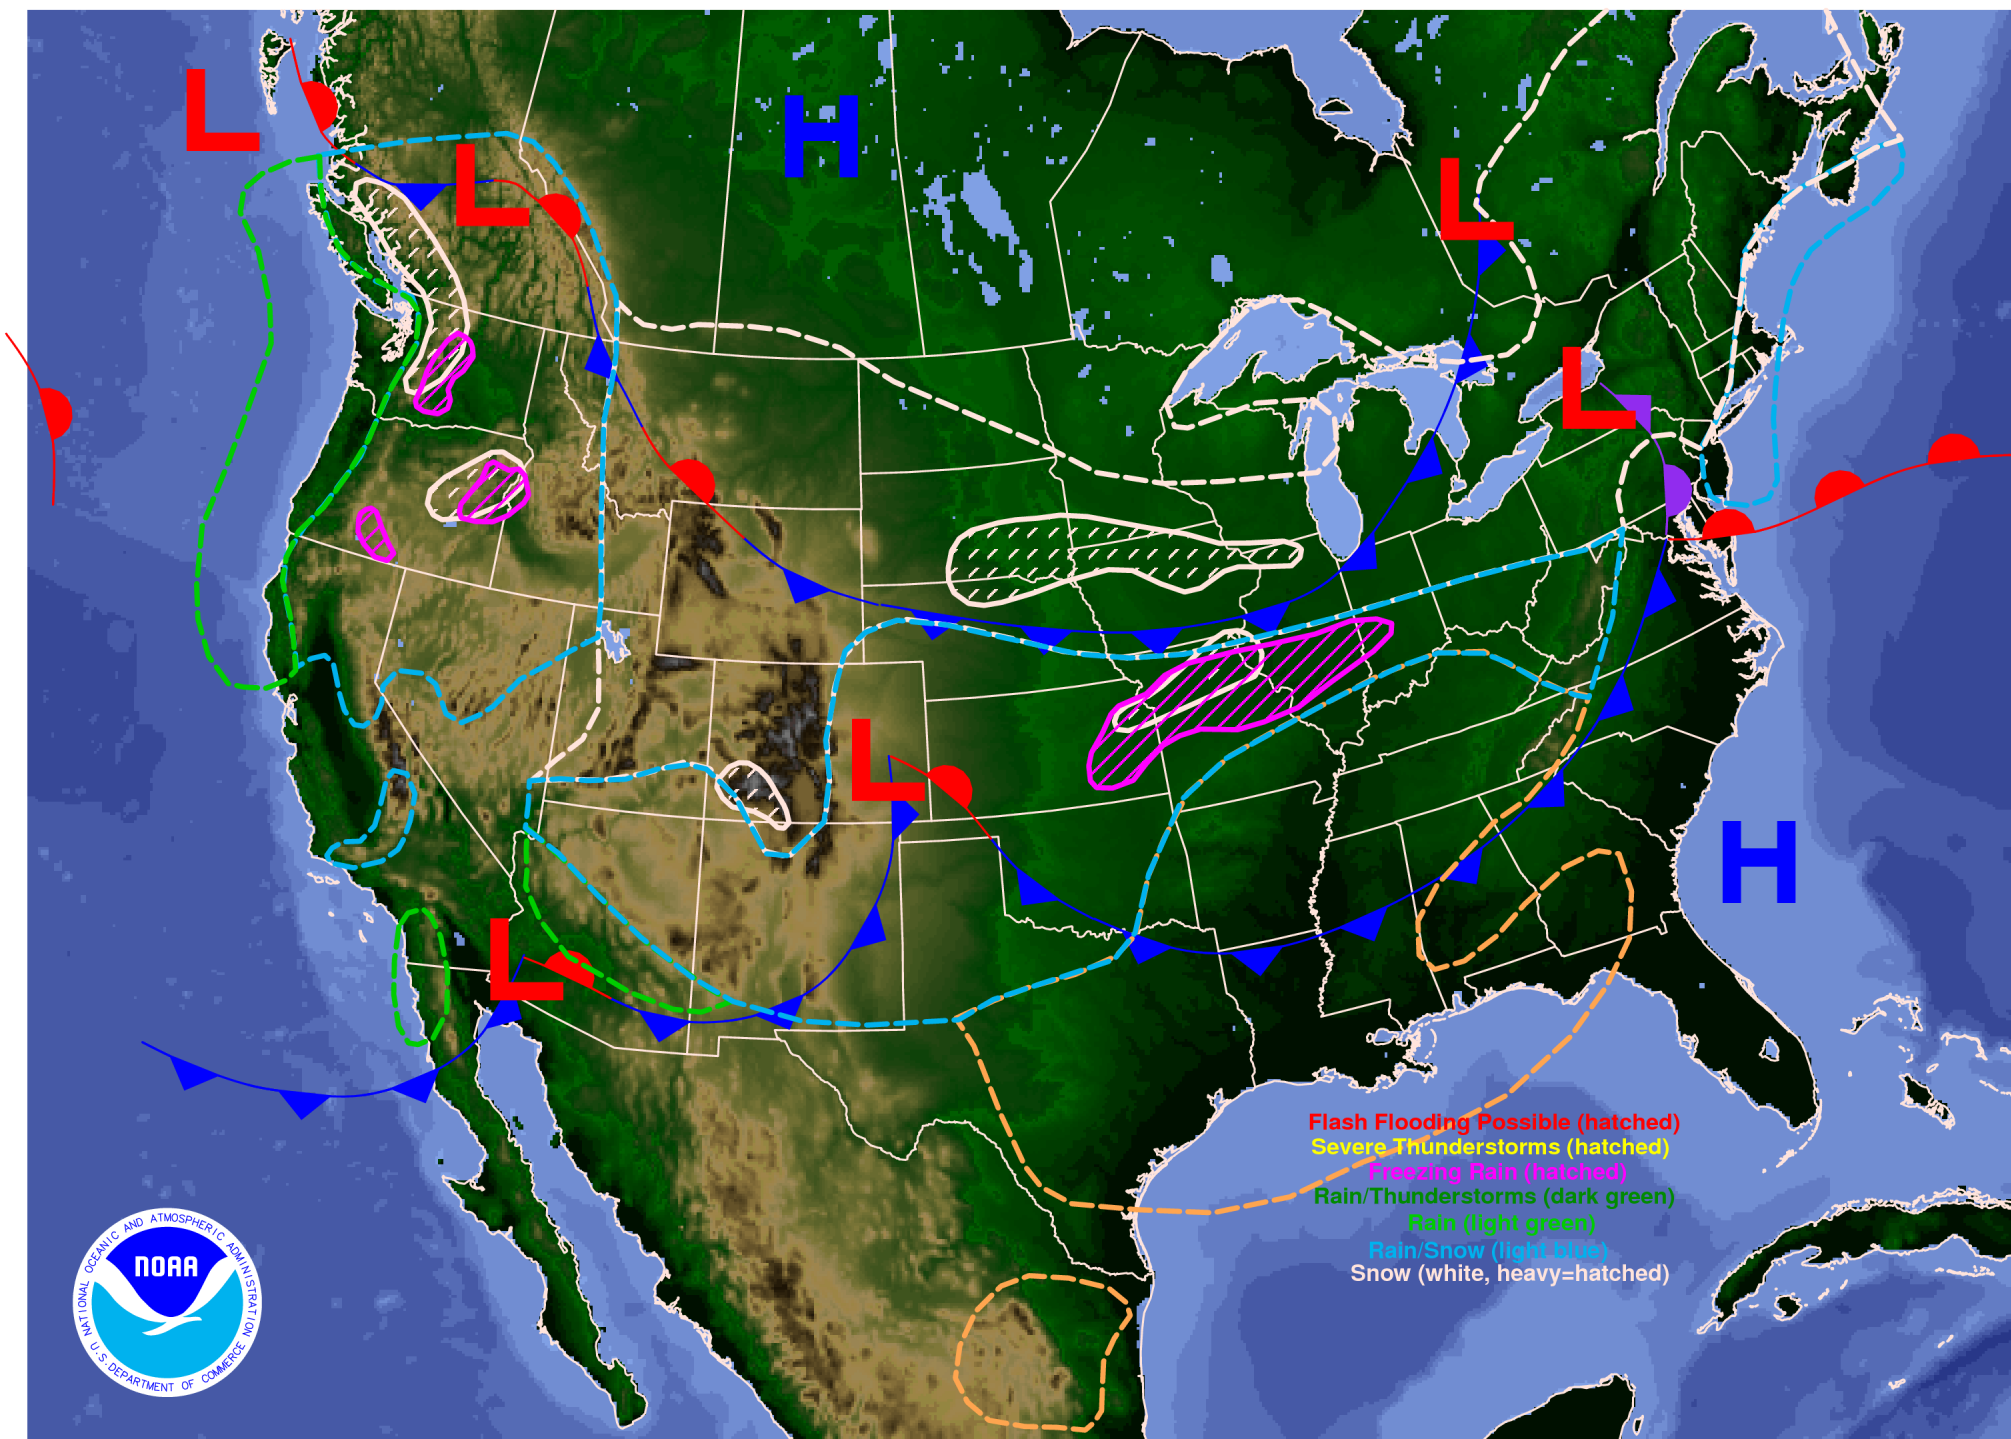 L
H
L
L
L
L
H
L
Flash Flooding Possible (hatched)
Severe Thunderstorms (hatched)
Freezing Rain (hatched)
Rain/Thunderstorms (dark green)
Rain (light green)
Rain/Snow (light blue)
Snow (white, heavy=hatched)
NATIONAL OCEANIC AND ATMOSPHERIC ADMINISTRATION
NOAA
U.S. DEPARTMENT OF COMMERCE